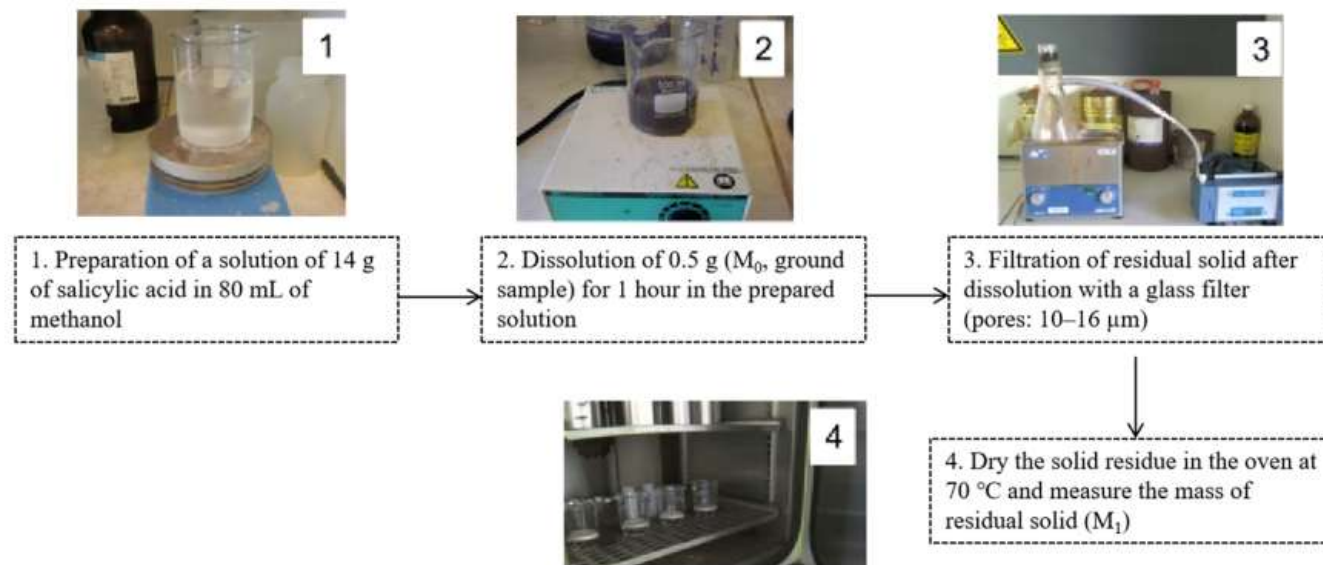 1
2
3
1. Preparation of a solution of 14 g
of salicylic acid in 80 mL of
methanol
2. Dissolution of 0.5 g (M₀, ground
sample) for 1 hour in the prepared
solution
3. Filtration of residual solid after
dissolution with a glass filter
(pores: 10–16 µm)
4
4. Dry the solid residue in the oven at
70 ℃ and measure the mass of
residual solid (M₁)